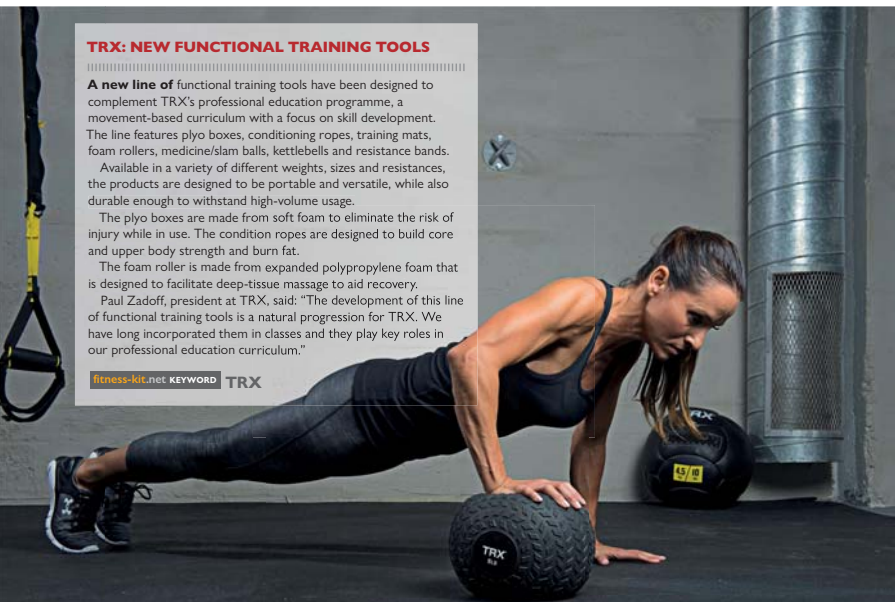 TRX: NEW FUNCTIONAL TRAINING TOOLS
A new line of functional training tools have been designed to
complement TRX's professional education programme, a
movement-based curriculum with a focus on skill development.
The line features plyo boxes, conditioning ropes, training mats,
foam rollers, medicine/slam balls, kettlebells and resistance bands.
Available in a variety of different weights, sizes and resistances,
the products are designed to be portable and versatile, while also
durable enough to withstand high-volume usage.
The plyo boxes are made from soft foam to eliminate the risk of
injury while in use. The condition ropes are designed to build core
and upper body strength and burn fat.
The foam roller is made from expanded polypropylene foam that
is designed to facilitate deep-tissue massage to aid recovery.
Paul Zadoff, president at TRX, said: “The development of this line
of functional training tools is a natural progression for TRX. We
have long incorporated them in classes and they play key roles in
our professional education curriculum.”
fitness-kit.net KEYWORD TRX
TRX
4.5/10
TRX